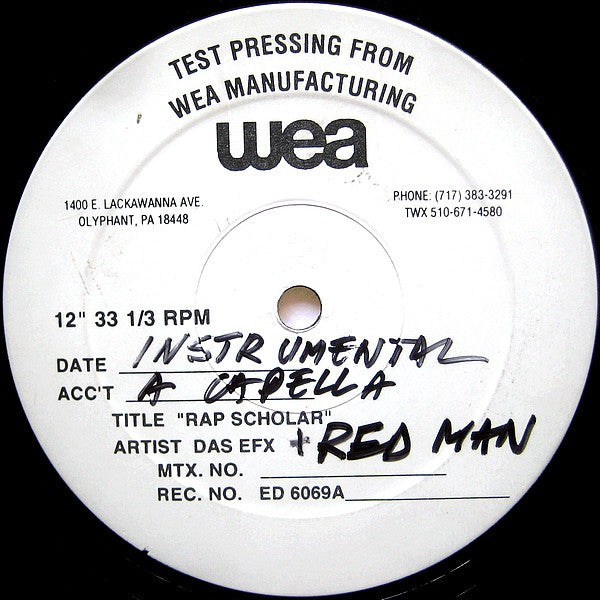 TEST PRESSING FROM
WEA MANUFACTURING
wea
1400 E. LACKAWANNA AVE.
OLYPHANT, PA 18448
PHONE: (717) 383-3291
TWX 510-671-4580
12" 33 1/3 RPM
DATE INSTRUMENTAL
ACC'T A CAPELLA
TITLE "RAP SCHOLAR"
ARTIST DAS EFX + RED MAN
MTX. NO.
REC. NO. ED 6069A